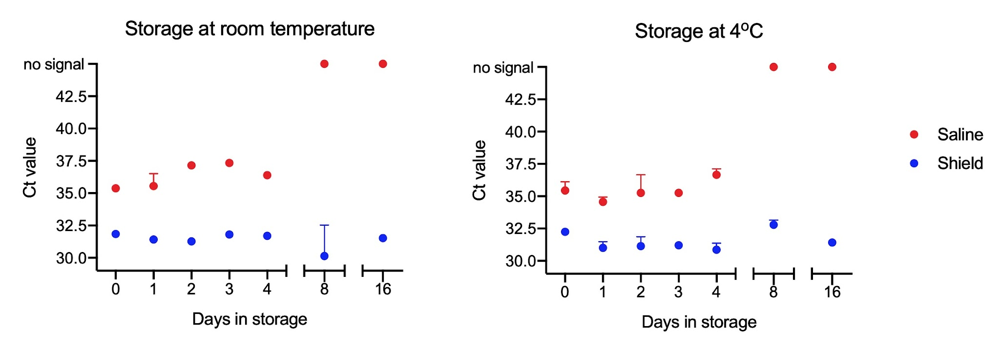 Storage at room temperature
no signal
42.5
40.0
37.5
35.0
32.5
30.0
Ct value
0 1 2 3 4 8 16
Days in storage
Storage at 4ºC
no signal
42.5
40.0
37.5
35.0
32.5
30.0
Ct value
0 1 2 3 4 8 16
Days in storage
Saline
Shield